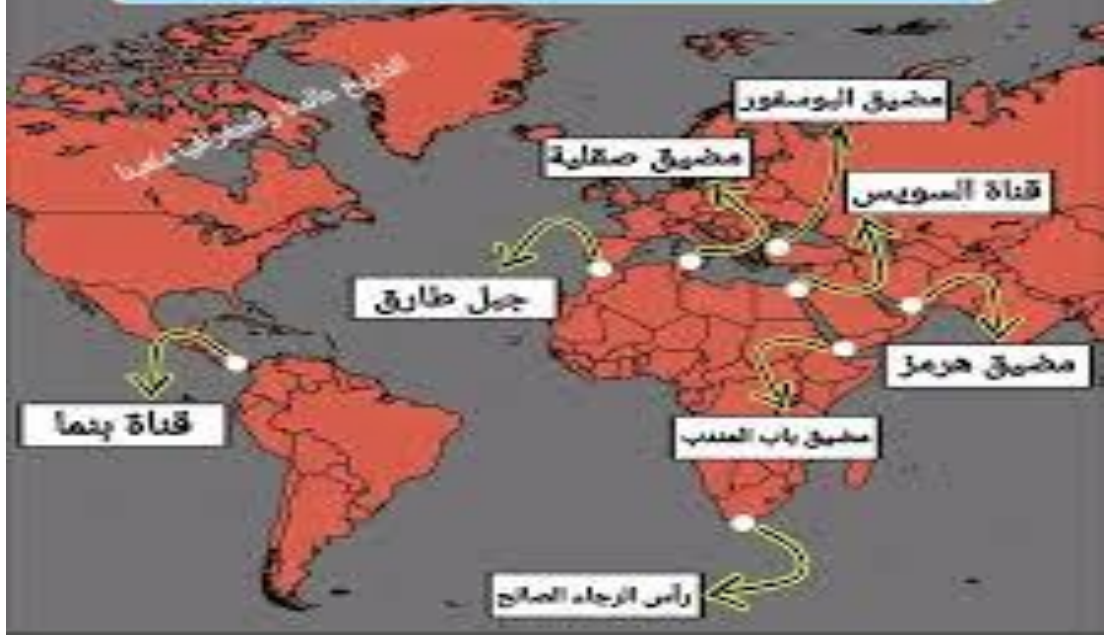 مضيق البوسفور
مضيق صقلية
قناة السويس
جبل طارق
مضيق هرمز
قناة بنما
مضيق باب المندب
رأس الرجاء الصالح